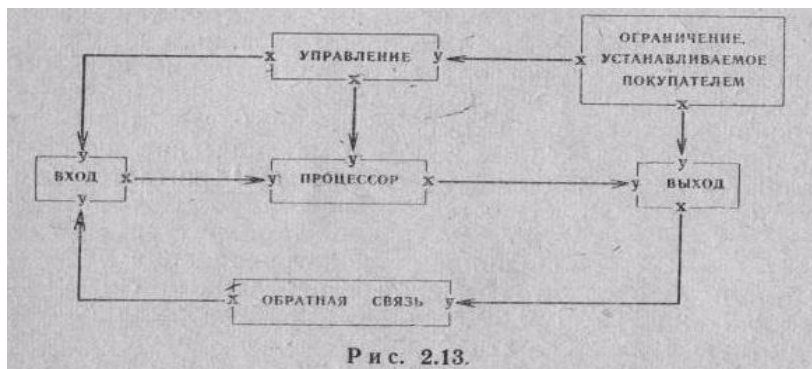 ОГРАНИЧЕНИЕ,
х УПРАВЛЕНИЕ у
х УСТАНАВЛИВАЕМОЕ
ПОКУПАТЕЛЕМ
х
х
у
у
у
ВХОД х
у ПРОЦЕССОР х
у ВЫХОД
у
х
х ОБРАТНАЯ СВЯЗЬ у
Рис. 2.13.